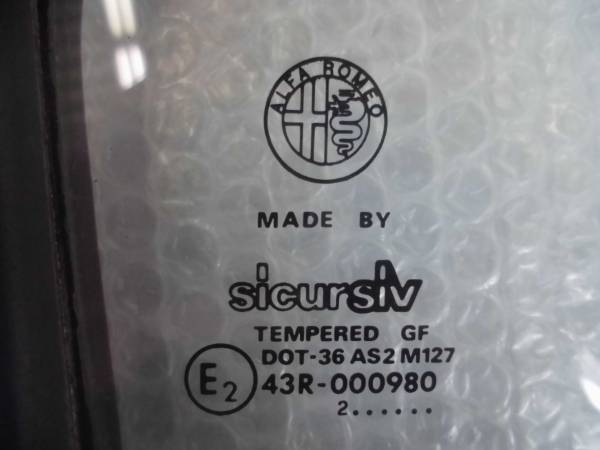 ALFA ROMEO
MADE BY
sicursiv
TEMPERED GF
DOT-36 AS2 M127
E2 43R-000980
2......